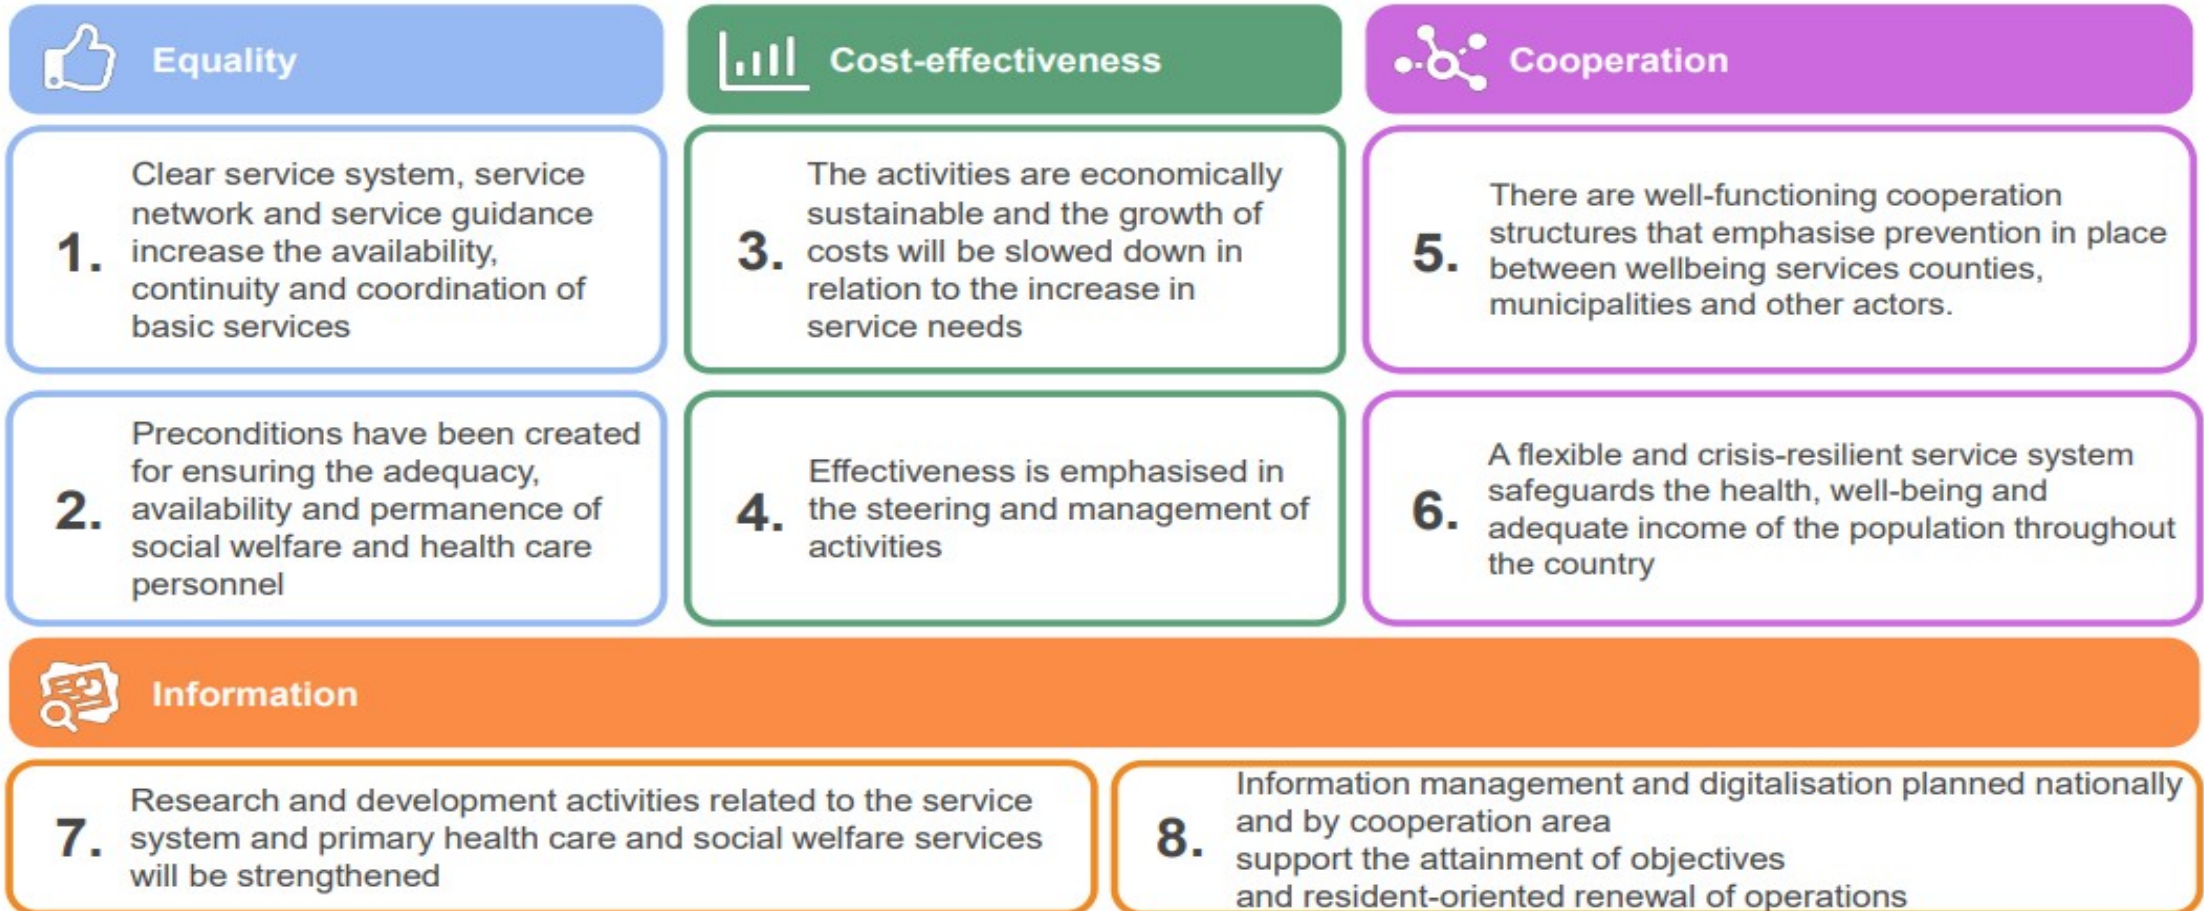 Equality
Cost-effectiveness
Cooperation
1.
Clear service system, service
network and service guidance
increase the availability,
continuity and coordination of
basic services
3.
The activities are economically
sustainable and the growth of
costs will be slowed down in
relation to the increase in
service needs
5.
There are well-functioning cooperation
structures that emphasise prevention in place
between wellbeing services counties,
municipalities and other actors.
2.
Preconditions have been created
for ensuring the adequacy,
availability and permanence of
social welfare and health care
personnel
4.
Effectiveness is emphasised in
the steering and management of
activities
6.
A flexible and crisis-resilient service system
safeguards the health, well-being and
adequate income of the population throughout
the country
Information
7.
Research and development activities related to the service
system and primary health care and social welfare services
will be strengthened
8.
Information management and digitalisation planned nationally
and by cooperation area
support the attainment of objectives
and resident-oriented renewal of operations